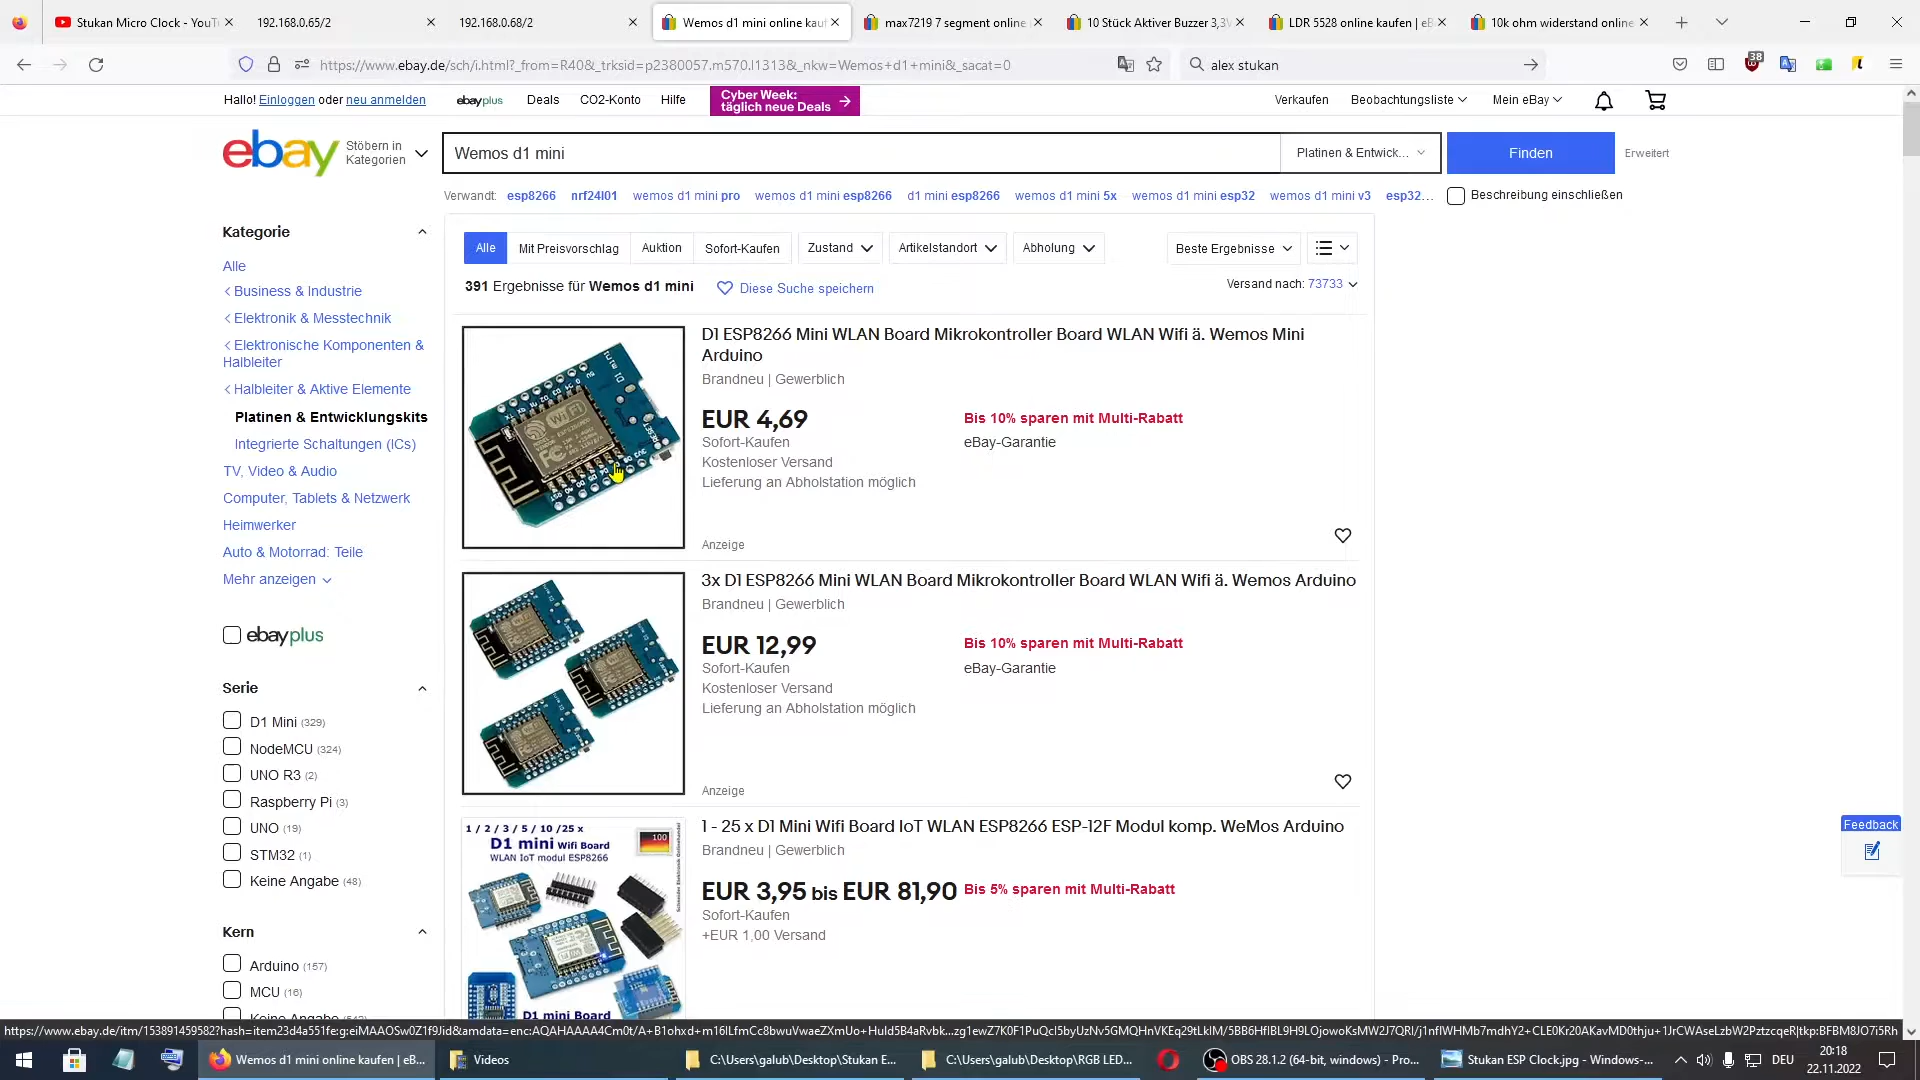 Stukan Micro Clock - YouT
192.168.0.65/2
192.168.0.68/2
Wemos d1 mini online kau
max7219 7 segment online
10 Stück Aktiver Buzzer 3,3V
LDR 5528 online kaufen | eB
10k ohm widerstand online
https://www.ebay.de/sch/i.html?_from=R40&_trksid=p2380057.m570.l1313&_nkw=Wemos+d1+mini&_sacat=0
alex stukan
38
Hallo! Einloggen oder neu anmelden
ebayplus
Deals
CO2-Konto
Hilfe
Cyber Week:
täglich neue Deals
Verkaufen
Beobachtungsliste
Mein eBay
ebay
Stöbern in
Kategorien
Wemos d1 mini
Platinen & Entwick...
Finden
Erweitert
Verwandt: esp8266 nrf24l01 wemos d1 mini pro wemos d1 mini esp8266 d1 mini esp8266 wemos d1 mini 5x wemos d1 mini esp32 wemos d1 mini v3 esp32...
Beschreibung einschließen
Kategorie
Alle
Business & Industrie
Elektronik & Messtechnik
Elektronische Komponenten &
Halbleiter
Halbleiter & Aktive Elemente
Platinen & Entwicklungskits
Integrierte Schaltungen (ICs)
TV, Video & Audio
Computer, Tablets & Netzwerk
Heimwerker
Auto & Motorrad: Teile
Mehr anzeigen
ebayplus
Serie
D1 Mini (329)
NodeMCU (324)
UNO R3 (2)
Raspberry Pi (3)
UNO (19)
STM32 (1)
Keine Angabe (48)
Kern
Arduino (157)
MCU (16)
Alle
Mit Preisvorschlag
Auktion
Sofort-Kaufen
Zustand
Artikelstandort
Abholung
Beste Ergebnisse
391 Ergebnisse für Wemos d1 mini
Diese Suche speichern
Versand nach: 73733
D1 ESP8266 Mini WLAN Board Mikrokontroller Board WLAN Wifi ä. Wemos Mini
Arduino
Brandneu | Gewerblich
EUR 4,69
Bis 10% sparen mit Multi-Rabatt
Sofort-Kaufen
eBay-Garantie
Kostenloser Versand
Lieferung an Abholstation möglich
Anzeige
3x D1 ESP8266 Mini WLAN Board Mikrokontroller Board WLAN Wifi ä. Wemos Arduino
Brandneu | Gewerblich
EUR 12,99
Bis 10% sparen mit Multi-Rabatt
Sofort-Kaufen
eBay-Garantie
Kostenloser Versand
Lieferung an Abholstation möglich
Anzeige
1 / 2 / 3 / 5 / 10 /25 x
D1 mini Wifi Board
WLAN IoT modul ESP8266
100
D1 mini Board
1 - 25 x D1 Mini Wifi Board IoT WLAN ESP8266 ESP-12F Modul komp. WeMos Arduino
Brandneu | Gewerblich
EUR 3,95 bis EUR 81,90
Bis 5% sparen mit Multi-Rabatt
Sofort-Kaufen
+EUR 1,00 Versand
Feedback
Wemos d1 mini online kaufen | eB...
Videos
C:\Users\galub\Desktop\Stukan E...
C:\Users\galub\Desktop\RGB LED...
OBS 28.1.2 (64-bit, windows) - Pro...
Stukan ESP Clock.jpg - Windows-...
DEU
20:18
22.11.2022